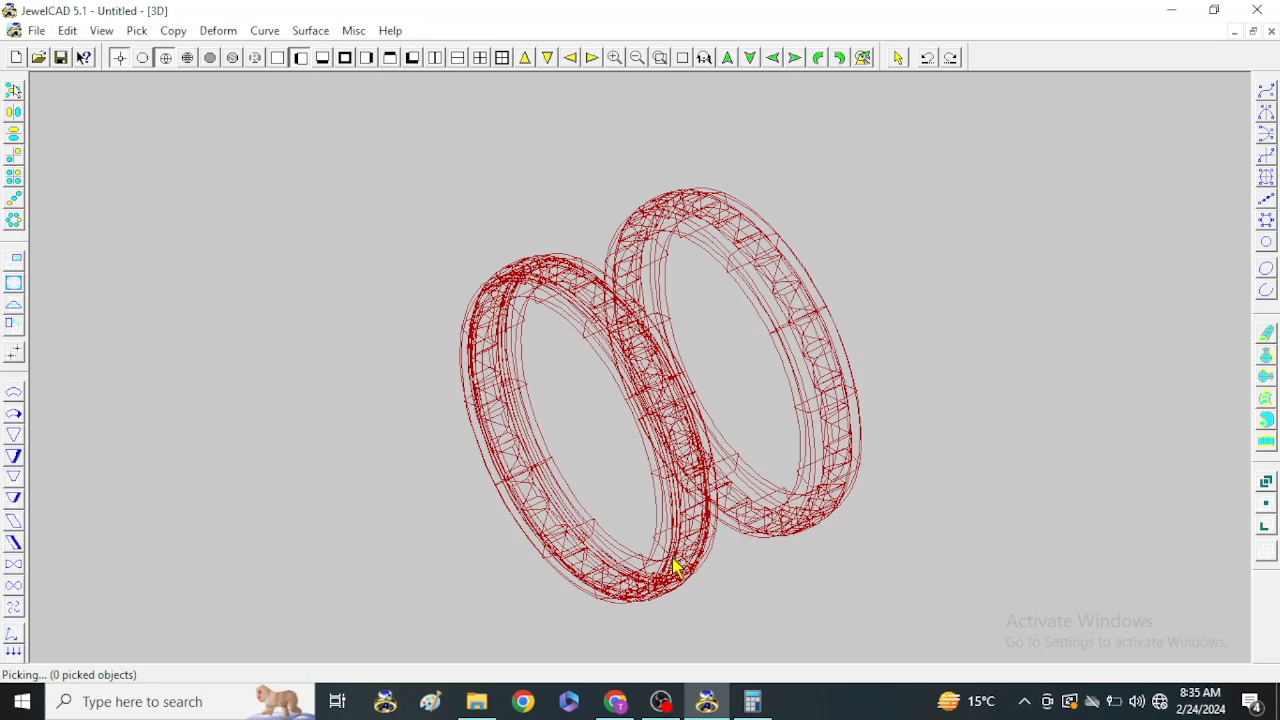 JewelCAD 5.1 - Untitled - [3D]
File Edit View Pick Copy Deform Curve Surface Misc Help
Activate Windows
Go to Settings to activate Windows.
Picking... (0 picked objects)
Type here to search
15°C
8:35 AM
2/24/2024
4